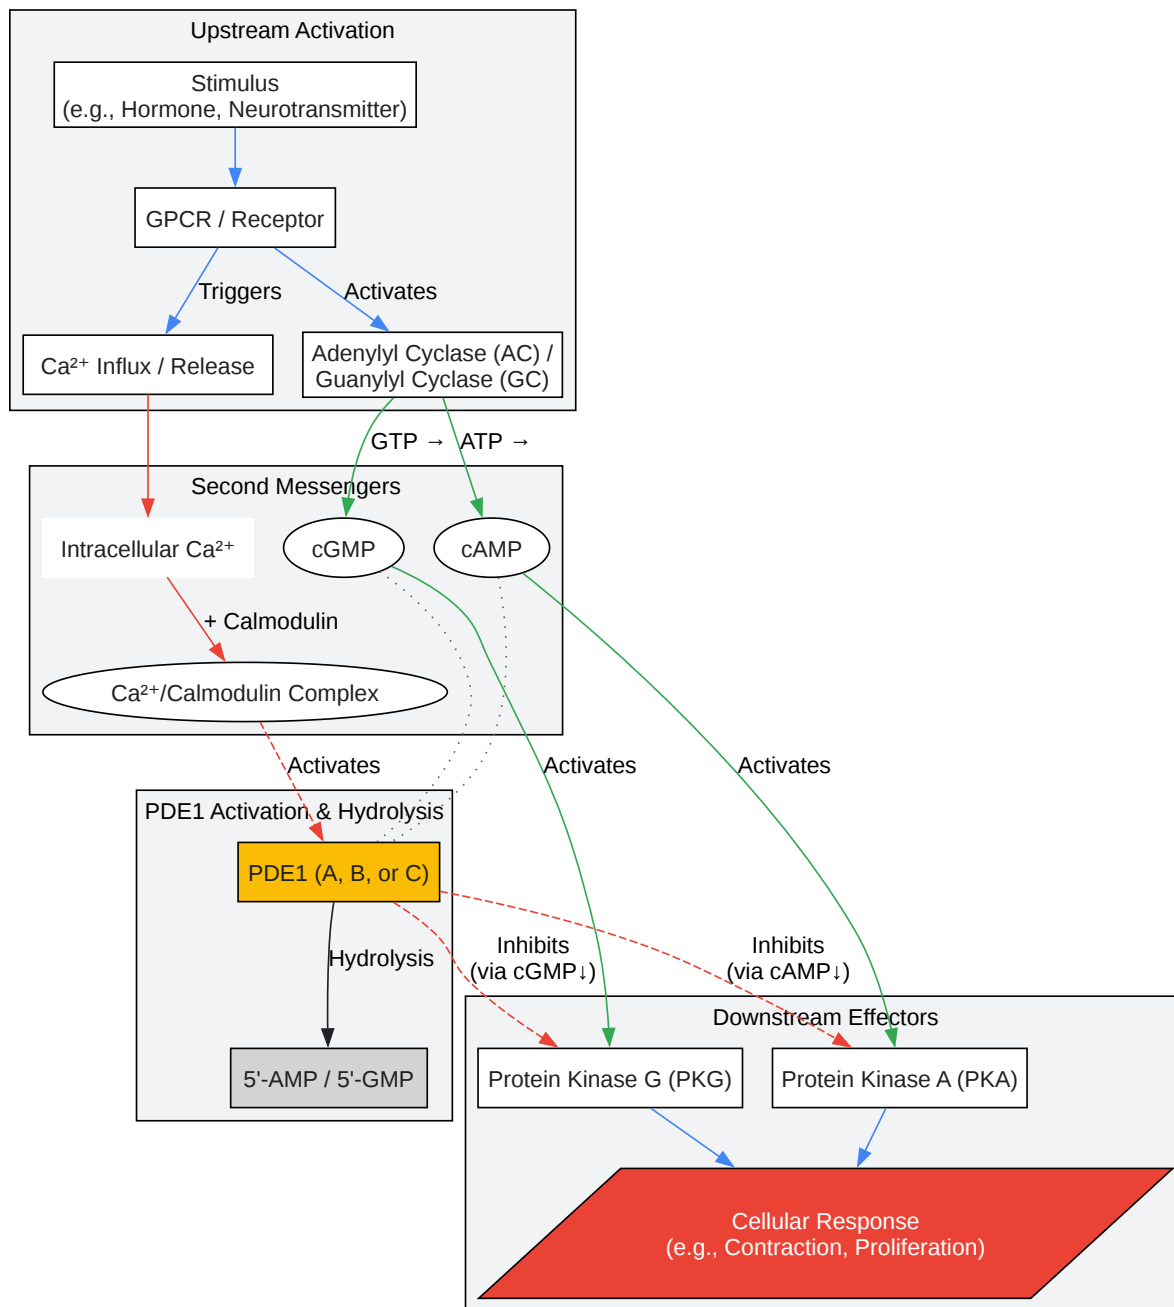 Upstream Activation
Stimulus
(e.g., Hormone, Neurotransmitter)
GPCR / Receptor
Triggers
Activates
Ca²⁺ Influx / Release
Adenylyl Cyclase (AC) /
Guanylyl Cyclase (GC)
GTP →
ATP →
Second Messengers
Intracellular Ca²⁺
cGMP
cAMP
+ Calmodulin
Ca²⁺/Calmodulin Complex
Activates
Activates
Activates
PDE1 Activation & Hydrolysis
PDE1 (A, B, or C)
Hydrolysis
Inhibits
(via cGMP↓)
Inhibits
(via cAMP↓)
Downstream Effectors
5'-AMP / 5'-GMP
Protein Kinase G (PKG)
Protein Kinase A (PKA)
Cellular Response
(e.g., Contraction, Proliferation)